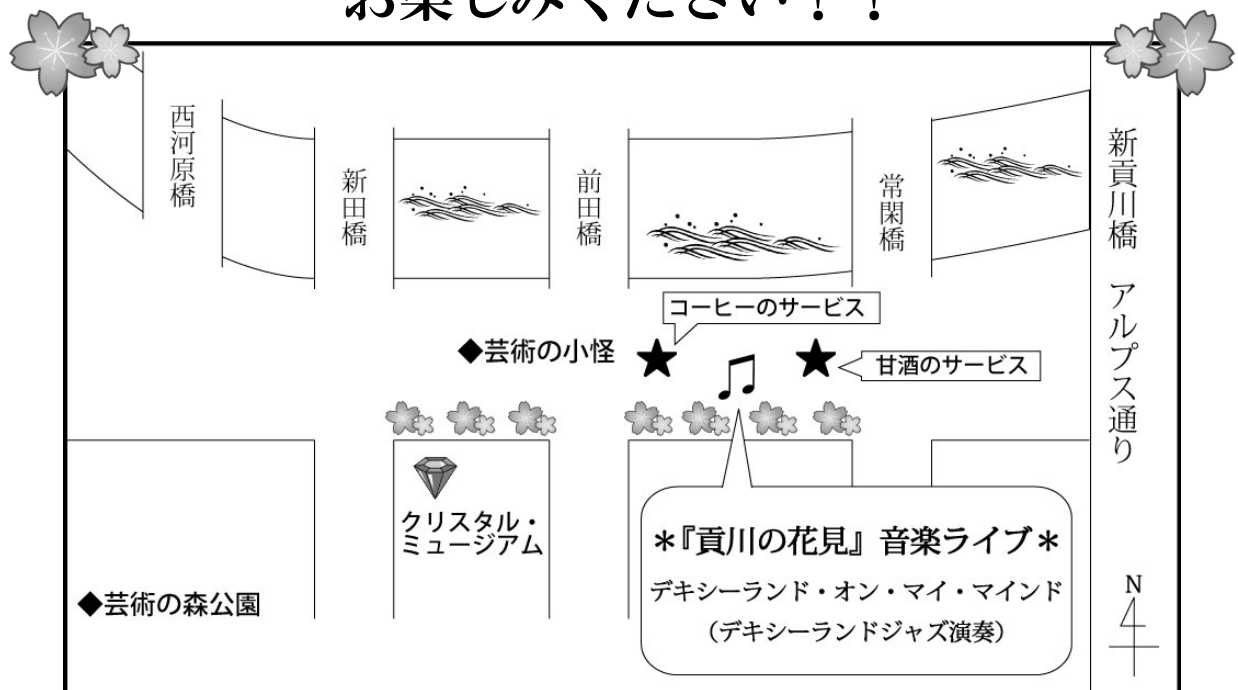 お楽しみください！！
西河原橋
新田橋
前田橋
常閑橋
新貢川橋　アルプス通り
コーヒーのサービス
◆芸術の小怪
甘酒のサービス
クリスタル・
ミュージアム
＊『貢川の花見』音楽ライブ＊
デキシーランド・オン・マイ・マインド
（デキシーランドジャズ演奏）
◆芸術の森公園
N